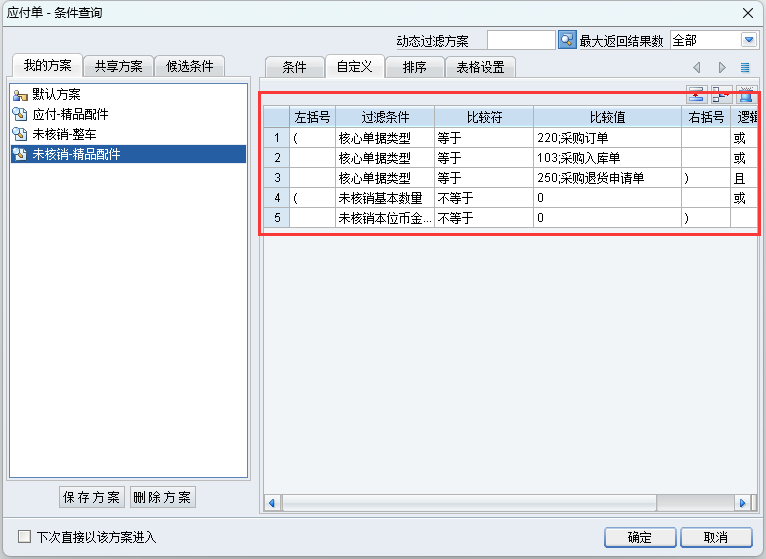 应付单 - 条件查询
动态过滤方案 最大返回结果数 全部
我的方案 共享方案 候选条件
条件 自定义 排序 表格设置
默认方案
应付-精品配件
未核销-整车
未核销-精品配件
左括号 过滤条件 比较符 比较值 右括号 逻辑
1 ( 核心单据类型 等于 220;采购订单 或
2 核心单据类型 等于 103;采购入库单 或
3 核心单据类型 等于 250;采购退货申请单 ) 且
4 ( 未核销基本数量 不等于 0 或
5 未核销本位币金... 不等于 0 )
保存方案 删除方案
下次直接以该方案进入
确定 取消